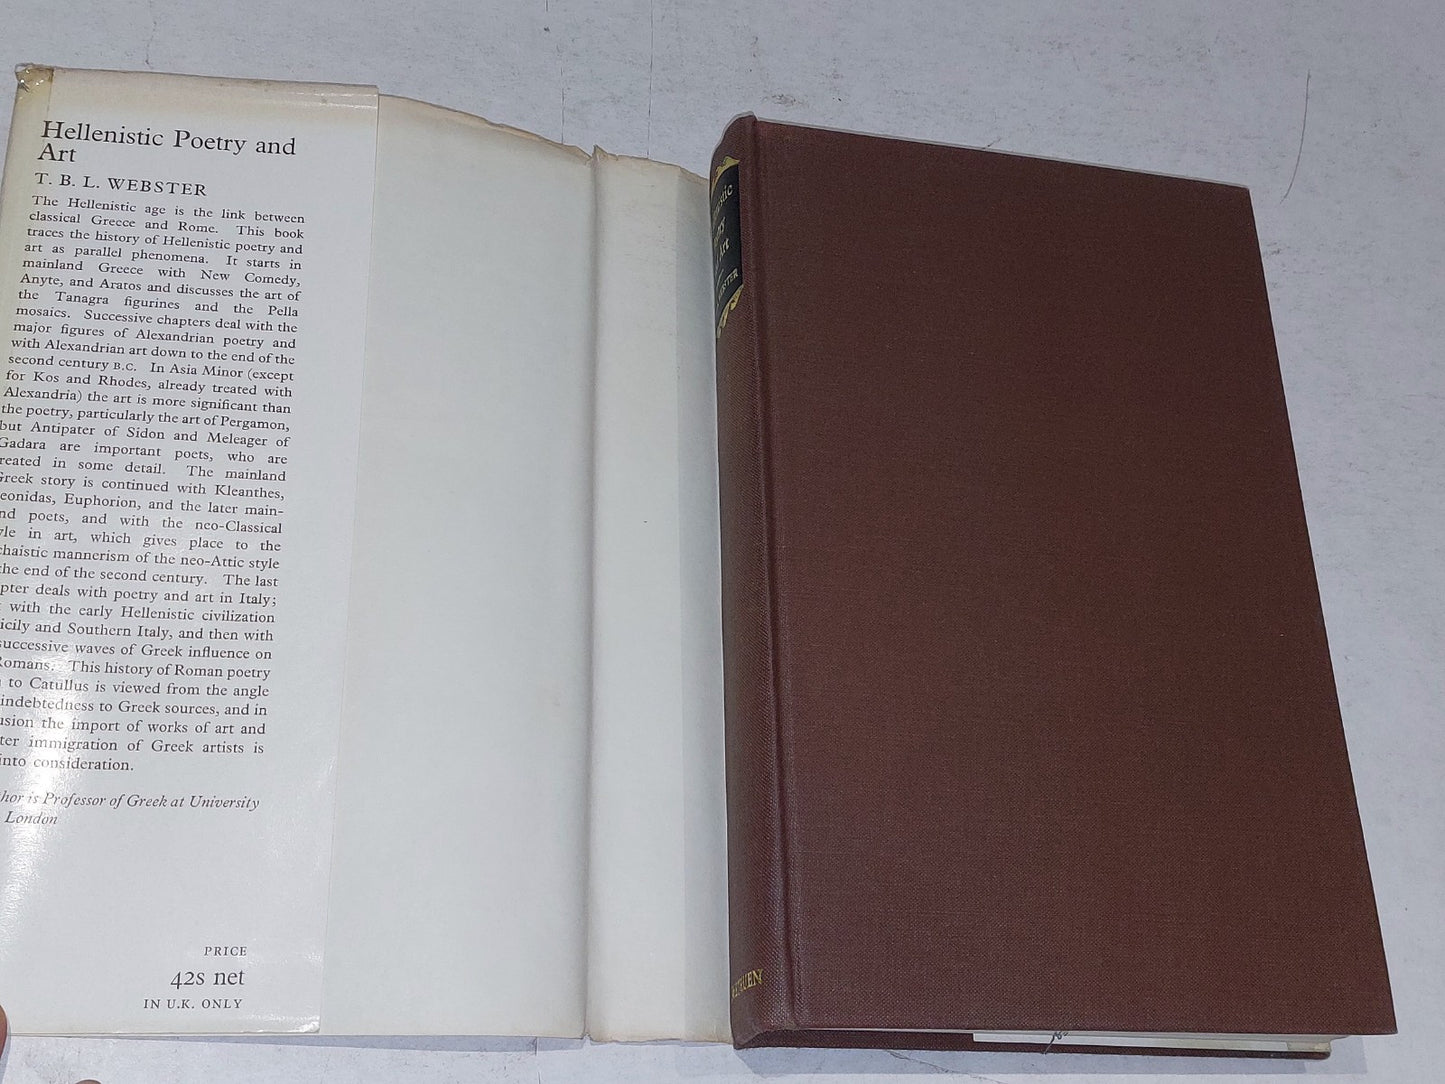 Hellenistic Poetry and
Art
T. B. L. WEBSTER
The Hellenistic age is the link between
classical Greece and Rome. This book
traces the history of Hellenistic poetry and
art as parallel phenomena. It starts in
mainland Greece with New Comedy,
Anyte, and Aratos and discusses the art of
the Tanagra figurines and the Pella
mosaics. Successive chapters deal with the
major figures of Alexandrian poetry and
with Alexandrian art down to the end of the
second century B.C. In Asia Minor (except
for Kos and Rhodes, already treated with
Alexandria) the art is more significant than
the poetry, particularly the art of Pergamon,
but Antipater of Sidon and Meleager of
Gadara are important poets, who are
reated in some detail. The mainland
Greek story is continued with Kleanthes,
eonidas, Euphorion, and the later main-
nd poets, and with the neo-Classical
yle in art, which gives place to the
chaistic mannerism of the neo-Attic style
the end of the second century. The last
pter deals with poetry and art in Italy;
with the early Hellenistic civilization
icily and Southern Italy, and then with
successive waves of Greek influence on
Romans. This history of Roman poetry
to Catullus is viewed from the angle
indebtedness to Greek sources, and in
usion the import of works of art and
ter immigration of Greek artists is
into consideration.
hor is Professor of Greek at University
London
PRICE
42s net
IN U.K. ONLY
istic
try
Art
BSTER
METHUEN